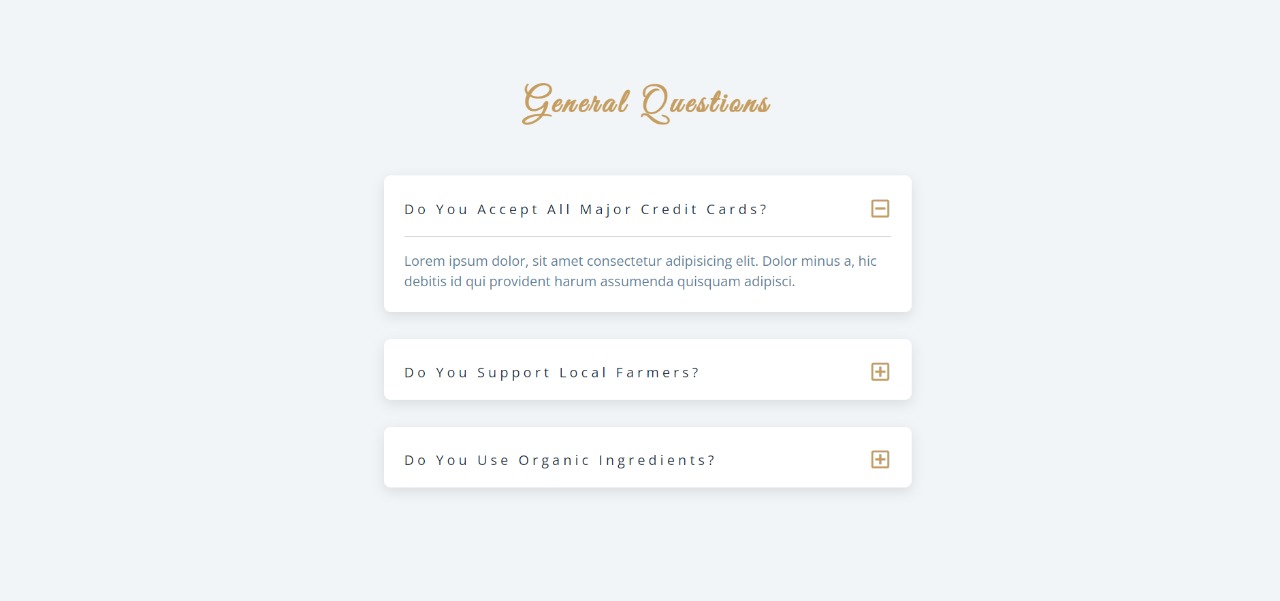 General Questions
Do You Accept All Major Credit Cards?
Lorem ipsum dolor, sit amet consectetur adipisicing elit. Dolor minus a, hic
debitis id qui provident harum assumenda quisquam adipisci.
Do You Support Local Farmers?
Do You Use Organic Ingredients?